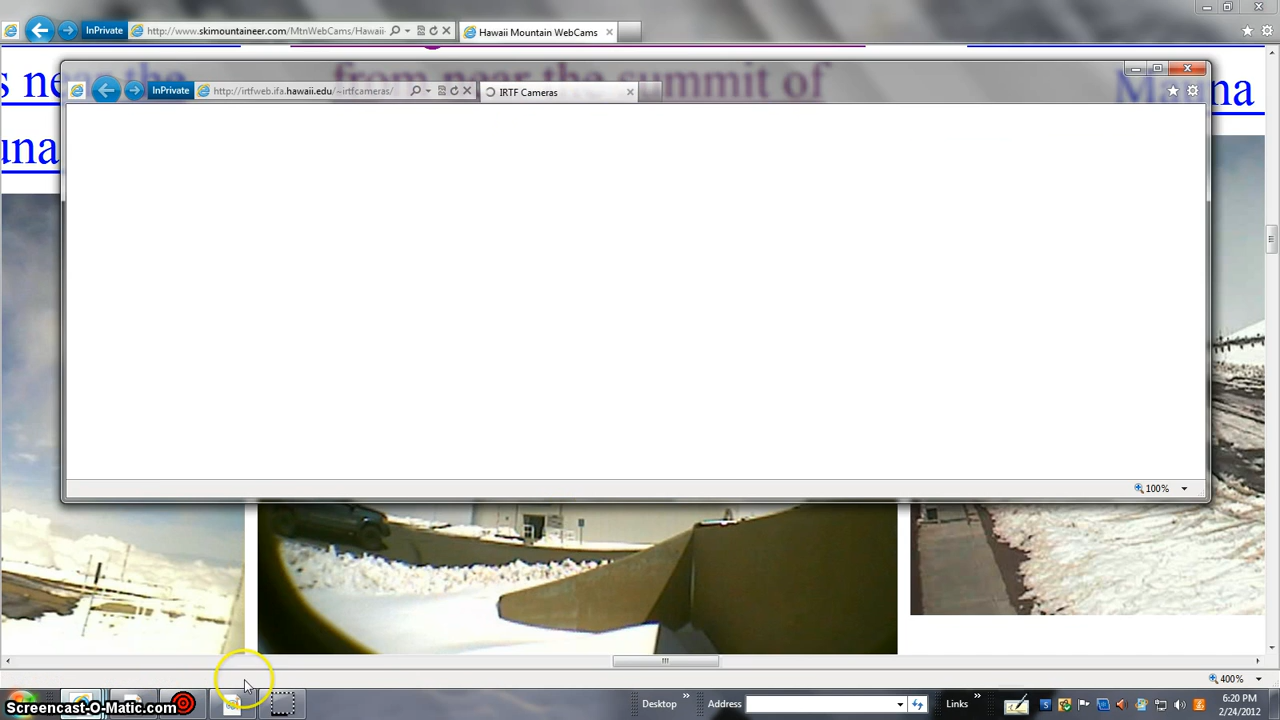 InPrivate
http://www.skimountaineer.com/MtnWebCams/Hawaii
Hawaii Mountain WebCams
s near the
from near the summit of
Mauna
InPrivate
http://irtfweb.ifa.hawaii.edu/~irtfcameras/
IRTF Cameras
una
100%
400%
Desktop
Address
Links
6:20 PM
2/24/2012
Screencast-O-Matic.com